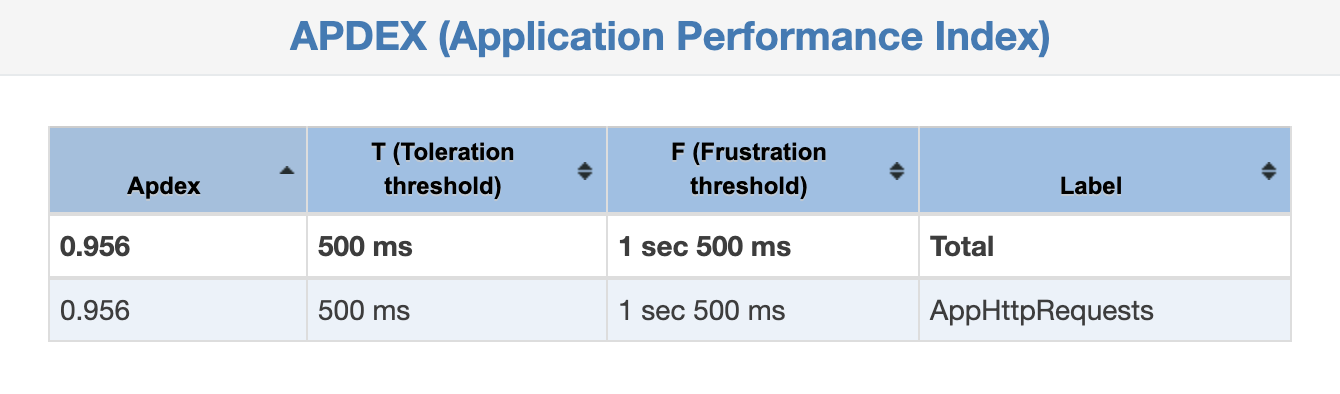 APDEX (Application Performance Index)
Apdex
T (Toleration
threshold)
F (Frustration
threshold)
Label
0.956 500 ms 1 sec 500 ms Total
0.956 500 ms 1 sec 500 ms AppHttpRequests